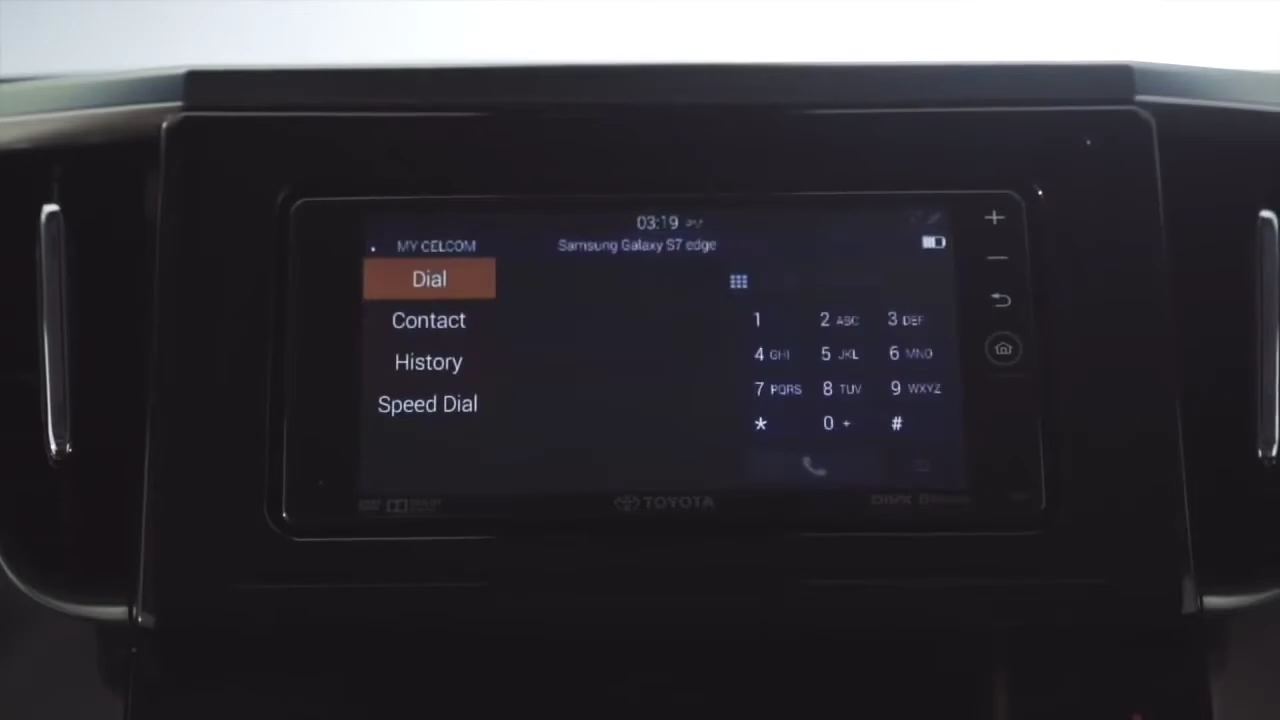 03:19 PM
MY CELCOM
Samsung Galaxy S7 edge
Dial
Contact
History
Speed Dial
1
2 ABC
3 DEF
4 GHI
5 JKL
6 MNO
7 PQRS
8 TUV
9 WXYZ
*
0 +
#
TOYOTA